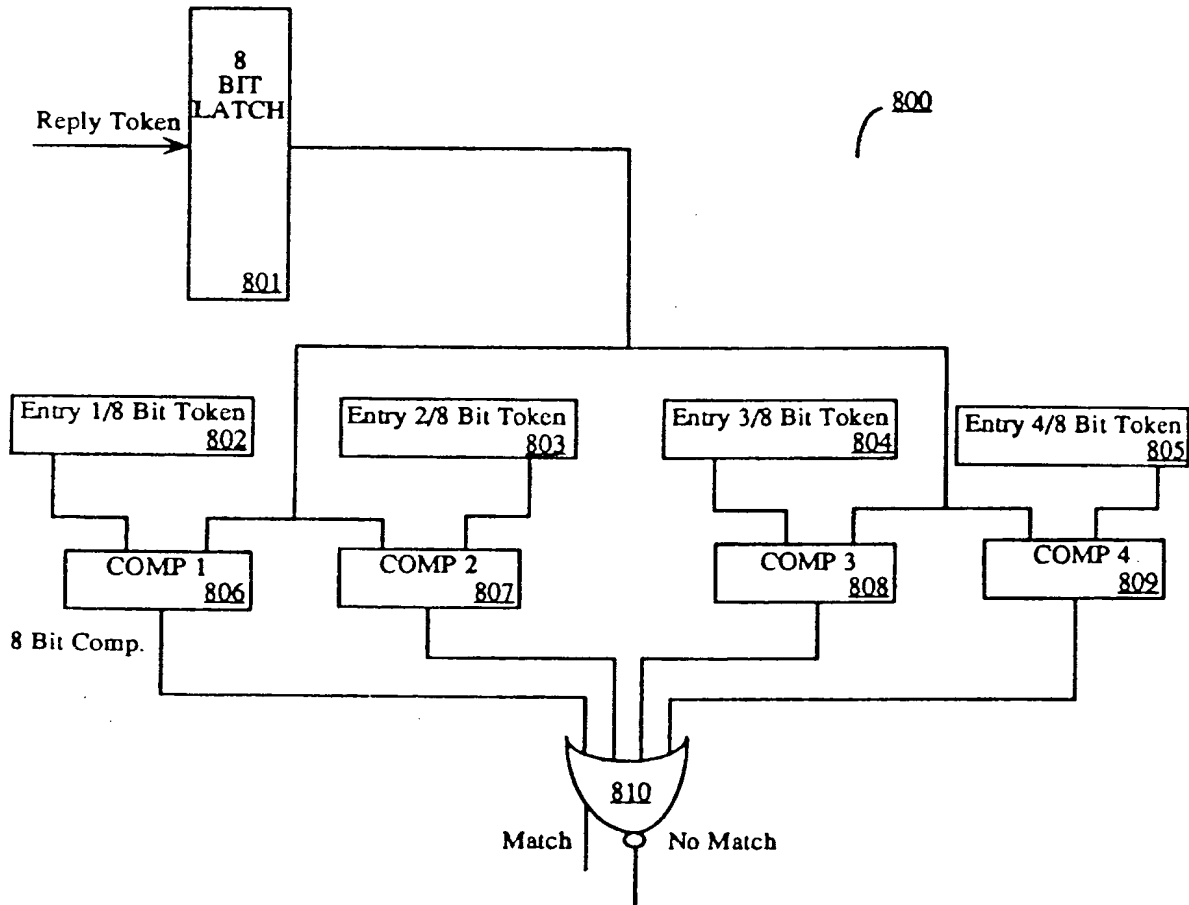 8
BIT
LATCH
Reply Token
800
801
Entry 1/8 Bit Token
802
Entry 2/8 Bit Token
803
Entry 3/8 Bit Token
804
Entry 4/8 Bit Token
805
COMP 1
806
COMP 2
807
COMP 3
808
COMP 4
809
8 Bit Comp.
810
Match
No Match